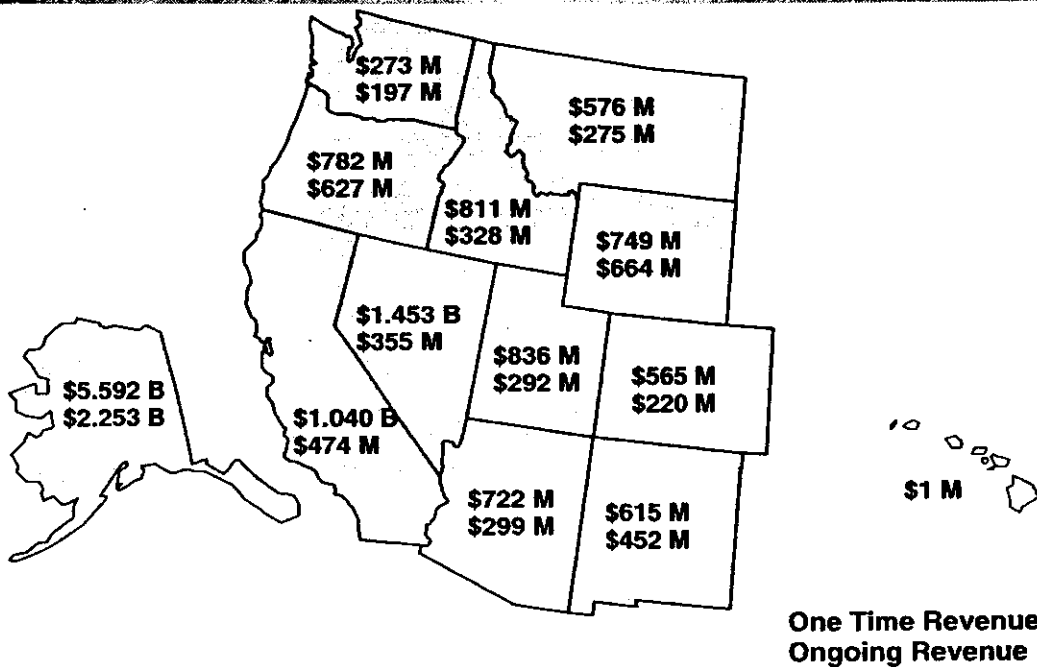 $273 M
$197 M
$576 M
$275 M
$782 M
$627 M
$811 M
$328 M
$749 M
$664 M
$1.453 B
$355 M
$836 M
$292 M
$565 M
$220 M
$5.592 B
$2.253 B
$1.040 B
$474 M
$722 M
$299 M
$615 M
$452 M
$1 M
One Time Revenue
Ongoing Revenue